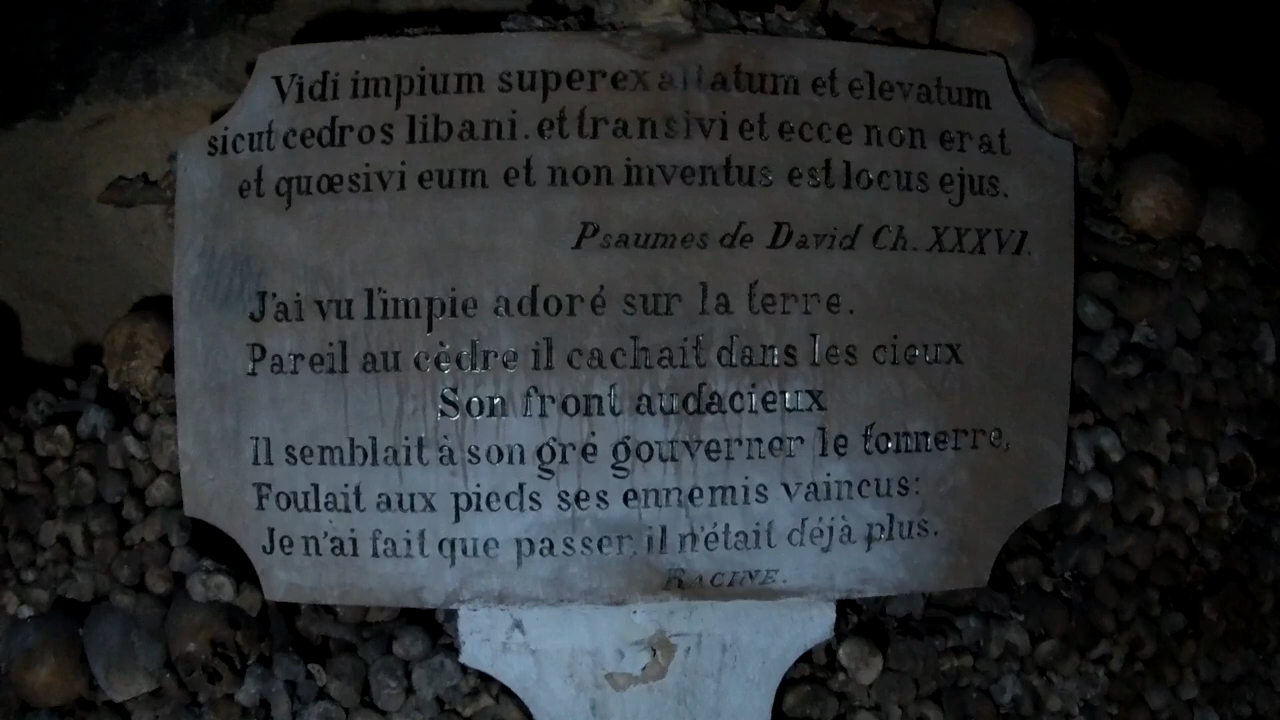 Vidi impium superexaltatum et elevatum
sicut cedros libani. et transivi et ecce non erat
et quœsivi eum et non inventus est locus ejus.
Psaumes de David Ch. XXXVI.
J'ai vu l'impie adoré sur la terre.
Pareil au cèdre il cachait dans les cieux
Son front audacieux
Il semblait à son gré gouverner le tonnerre,
Foulait aux pieds ses ennemis vaincus:
Je n'ai fait que passer, il n'était déjà plus.
RACINE.